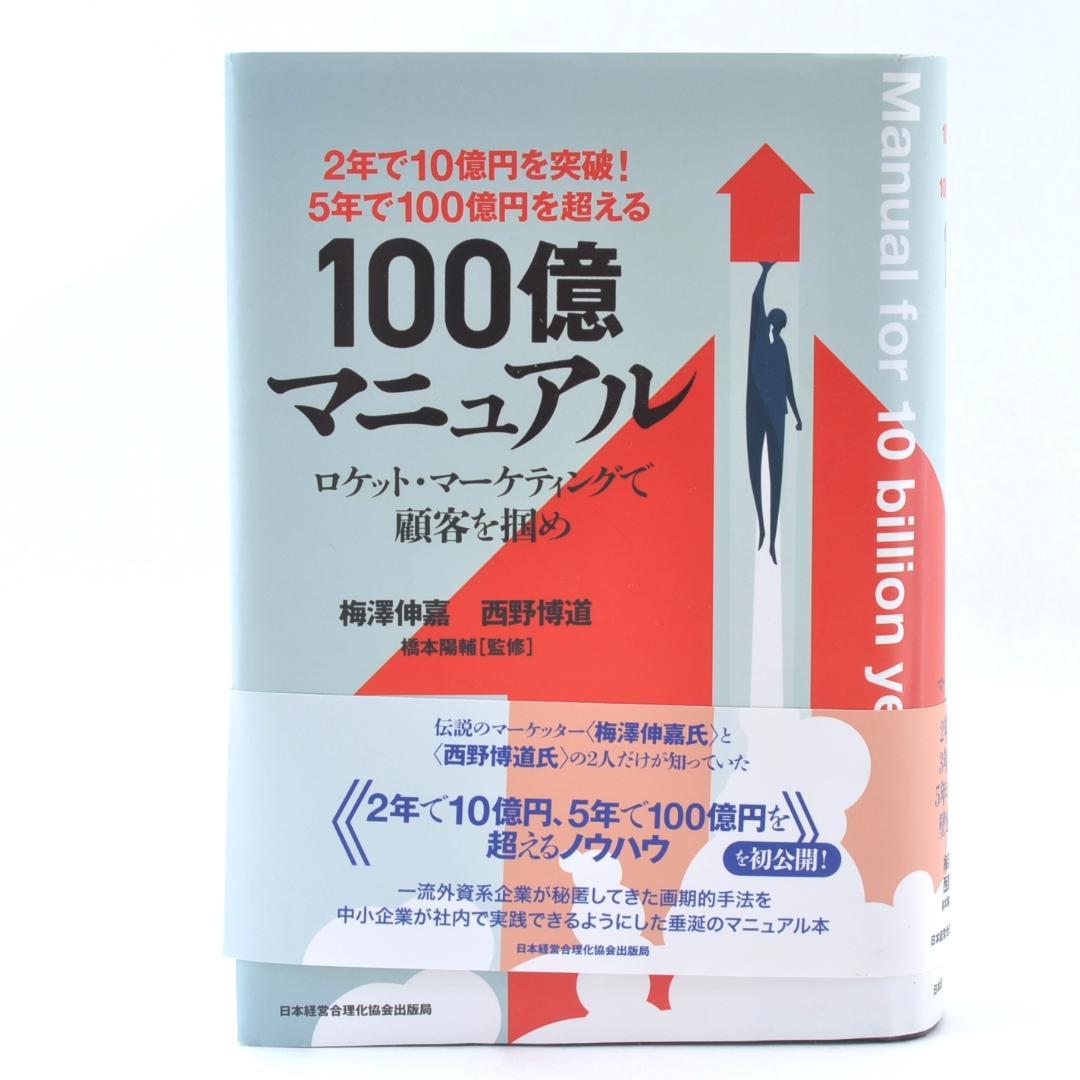 2年で10億円を突破!
5年で100億円を超える
100億
マニュアル
ロケット・マーケティングで
顧客を掴め
梅澤伸嘉 西野博道
橋本陽輔[監修]
Manual for 10 billion ye
伝説のマーケッター〈梅澤伸嘉氏〉と
〈西野博道氏〉の2人だけが知っていた
《2年で10億円、5年で100億円を》
超えるノウハウ
を初公開!
一流外資系企業が秘匿してきた画期的手法を
中小企業が社内で実践できるようにした垂涎のマニュアル本
日本経営合理化協会出版局
日本経営合理化協会出版局